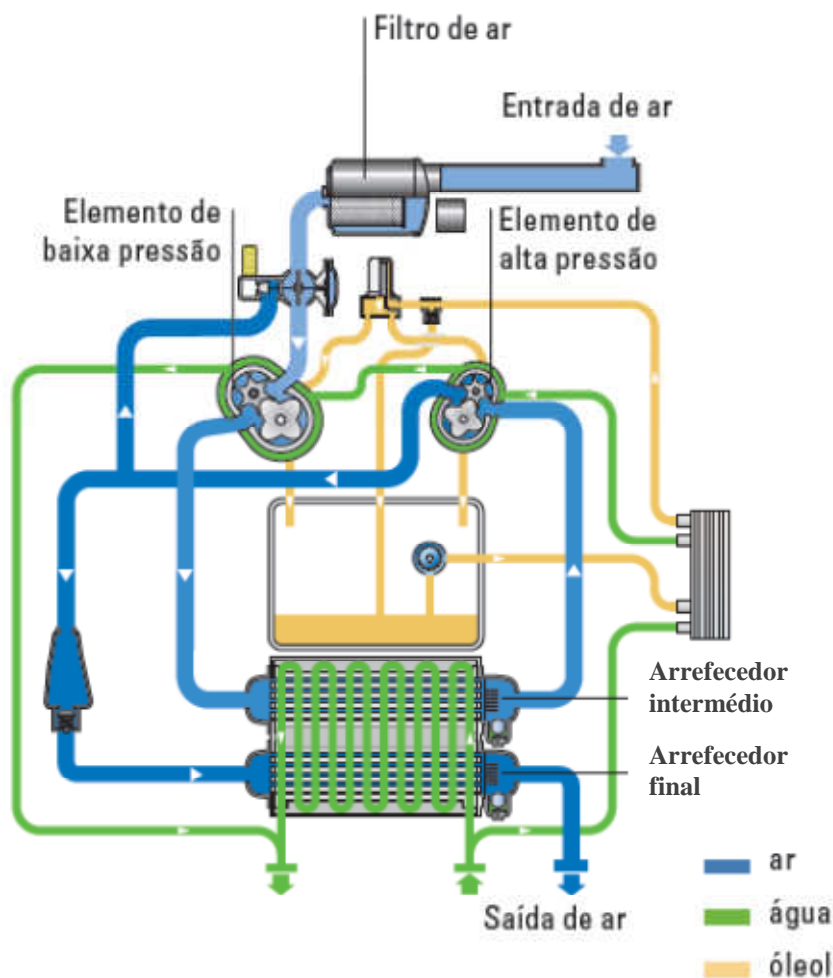 Filtro de ar
Entrada de ar
Elemento de
baixa pressão
Elemento de
alta pressão
Arrefecedor
intermédio
Arrefecedor
final
Saída de ar
ar
água
óleol